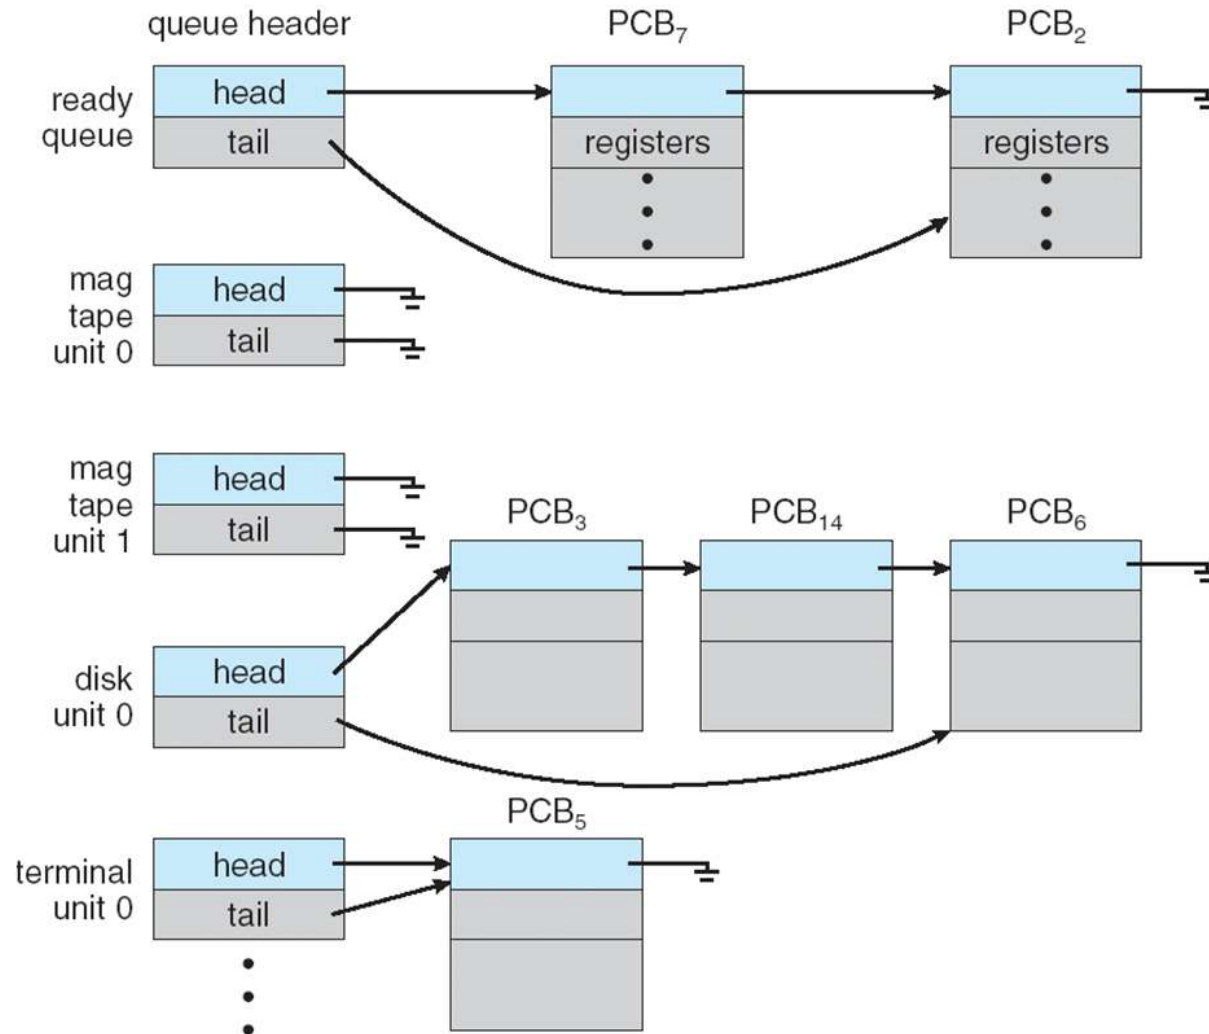 queue header
PCB₇
PCB₂
ready
queue
head
tail
registers
registers
mag
tape
unit 0
head
tail
mag
tape
unit 1
head
tail
PCB₃
PCB₁₄
PCB₆
disk
unit 0
head
tail
PCB₅
terminal
unit 0
head
tail